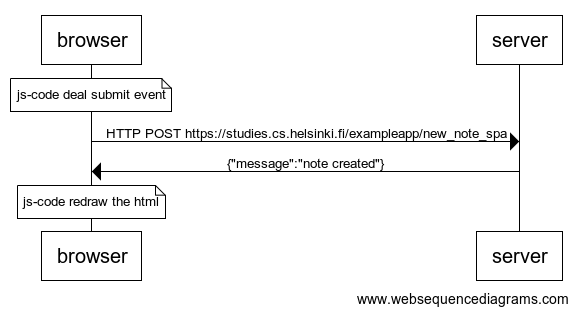 browser
server
js-code deal submit event
HTTP POST https://studies.cs.helsinki.fi/exampleapp/new_note_spa
{"message":"note created"}
js-code redraw the html
browser
server
www.websequencediagrams.com